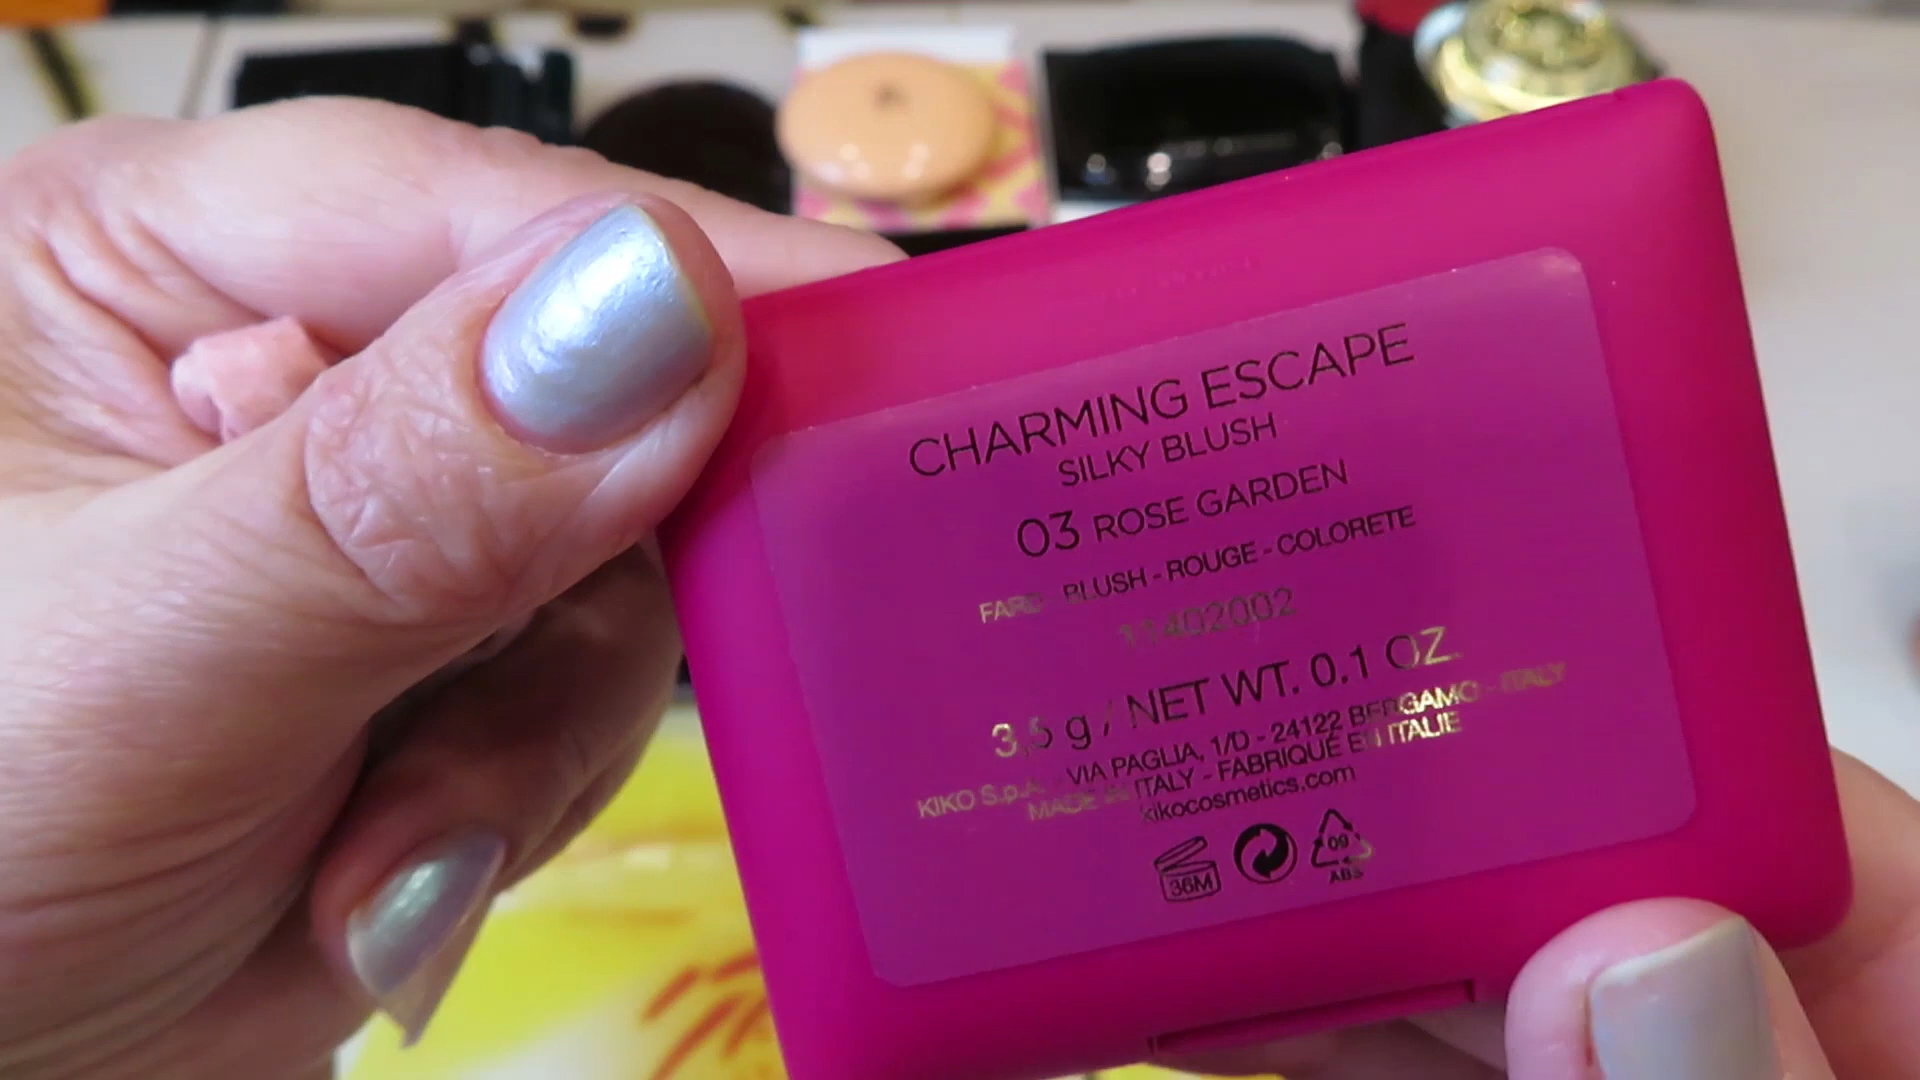 CHARMING ESCAPE
SILKY BLUSH
03 ROSE GARDEN
FARD - BLUSH - ROUGE - COLORETE
11402002
3,5 g / NET WT. 0.1 OZ.
KIKO S.p.A. - VIA PAGLIA, 1/D - 24122 BERGAMO - ITALY
MADE IN ITALY - FABRIQUÉ EN ITALIE
kikocosmetics.com
36M
09
ABS